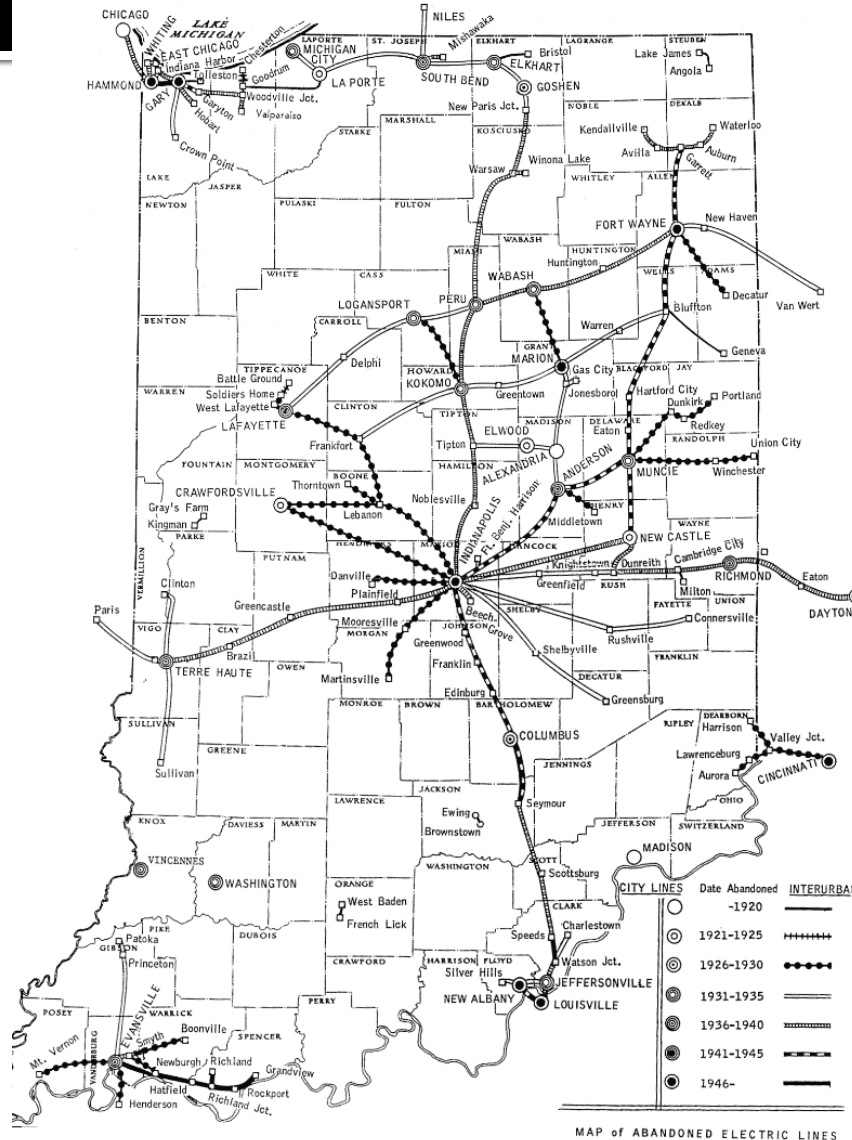 CHICAGO
LAKE
MICHIGAN
NILES
WHITING
EAST CHICAGO
Indiana Harbor
Tolleston
Chesterton
LAPORTE
MICHIGAN
CITY
ST. JOSEPH
Mishawaka
ELKHART
Bristol
LAGRANGE
STEUBEN
Lake James
Angola
HAMMOND
GARY
Goodrum
LA PORTE
SOUTH BEND
ELKHART
GOSHEN
Garyton
Woodville Jct.
Hobart
Valparaiso
New Paris Jct.
NOBLE
DEKALB
Crown Point
STARKE
MARSHALL
KOSCIUSKO
Kendallville
Waterloo
Avilla
Auburn
Garrett
Winona Lake
Warsaw
WHITLEY
ALLEN
LAKE
JASPER
NEWTON
PULASKI
FULTON
FORT WAYNE
New Haven
MIAMI
WABASH
HUNTINGTON
Huntington
WELLS
ADAMS
WHITE
CASS
WABASH
Decatur
Van Wert
LOGANSPORT
PERU
Bluffton
BENTON
CARROLL
Warren
GRANT
MARION
Geneva
Delphi
TIPPECANOE
Battle Ground
Soldiers Home
West Lafayette
LAFAYETTE
HOWARD
KOKOMO
Gas City
BLACKFORD
JAY
Greentown
Jonesboro
Hartford City
Portland
Dunkirk
Redkey
WARREN
CLINTON
TIPTON
ELWOOD
MADISON
DELAWARE
Eaton
RANDOLPH
Union City
Frankfort
Tipton
ALEXANDRIA
ANDERSON
MUNCIE
Winchester
FOUNTAIN
MONTGOMERY
BOONE
HAMILTON
CRAWFORDSVILLE
Thorntown
Lebanon
Noblesville
INDIANAPOLIS
Ft. Benj. Harrison
HENRY
Middletown
Gray's Farm
Kingman
PARKE
WAYNE
NEW CASTLE
PUTNAM
HENDRICKS
MARION
HANCOCK
VERMILLION
Clinton
Danville
Plainfield
Knightstown
Dunreith
Cambridge City
RICHMOND
Greenfield
RUSH
Milton
Eaton
DAYTON
Paris
Greencastle
Mooresville
MORGAN
Beech
Grove
SHELBY
FAYETTE
UNION
Connersville
VIGO
CLAY
JOHNSON
Greenwood
Rushville
Brazi
TERRE HAUTE
OWEN
Franklin
Shelbyville
FRANKLIN
Martinsville
Edinburg
DECATUR
Greensburg
MONROE
BROWN
BARTHOLOMEW
SULLIVAN
COLUMBUS
RIPLEY
DEARBORN
Harrison
Valley Jct.
GREENE
Lawrenceburg
Aurora
CINCINNATI
Sullivan
JENNINGS
JACKSON
OHIO
LAWRENCE
Seymour
Ewing
Brownstown
KNOX
DAVIESS
MARTIN
JEFFERSON
SWITZERLAND
VINCENNES
WASHINGTON
MADISON
WASHINGTON
SCOTT
Scottsburg
ORANGE
West Baden
French Lick
CLARK
PIKE
Patoka
GIBSON
Princeton
DUBOIS
Charlestown
Speeds
CRAWFORD
HARRISON
FLOYD
Watson Jct.
Silver Hills
JEFFERSONVILLE
NEW ALBANY
LOUISVILLE
PERRY
POSEY
WARRICK
EVANSVILLE
SPENCER
Boonville
Smyth
Mt. Vernon
VANDERBURG
Newburgh
Richland
Grandview
Hatfield
Rockport
Richland Jct.
Henderson
CITY LINES Date Abandoned INTERURBA
-1920
1921-1925
1926-1930
1931-1935
1936-1940
1941-1945
1946-
MAP of ABANDONED ELECTRIC LINES